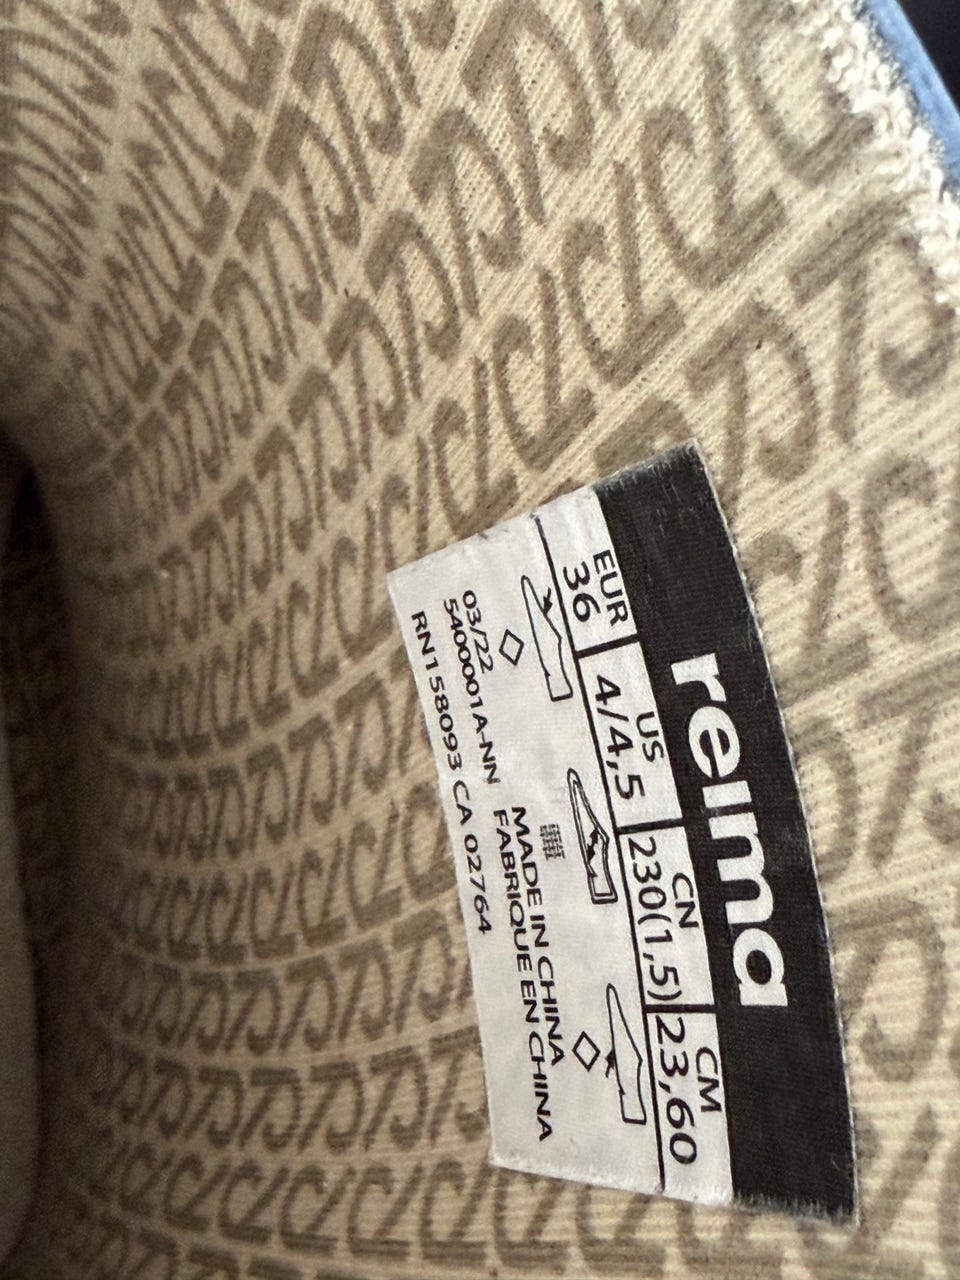 reima
EUR US CN CM
36 4/4,5 230(1,5) 23,60
03/22
5400001A-NN
RN158093 CA 02764
MADE IN CHINA
FABRIQUE EN CHINA